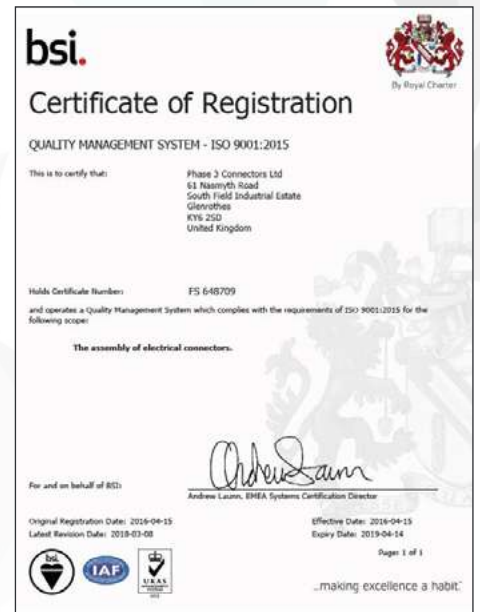 bsi.
By Royal Charter
Certificate of Registration
QUALITY MANAGEMENT SYSTEM - ISO 9001:2015
This is to certify that:
Phase 3 Connectors Ltd
61 Nasmyth Road
South Field Industrial Estate
Glenrothes
KY6 2SD
United Kingdom
Holds Certificate Number:
FS 648709
and operates a Quality Management System which complies with the requirements of ISO 9001:2015 for the
following scope:
The assembly of electrical connectors.
For and on behalf of BSI:
Andrew Launn, EMEA Systems Certification Director
Original Registration Date: 2016-04-15
Effective Date: 2016-04-15
Latest Revision Date: 2018-03-08
Expiry Date: 2019-04-14
Page: 1 of 1
bsi.
IAF
UKAS
...making excellence a habit.